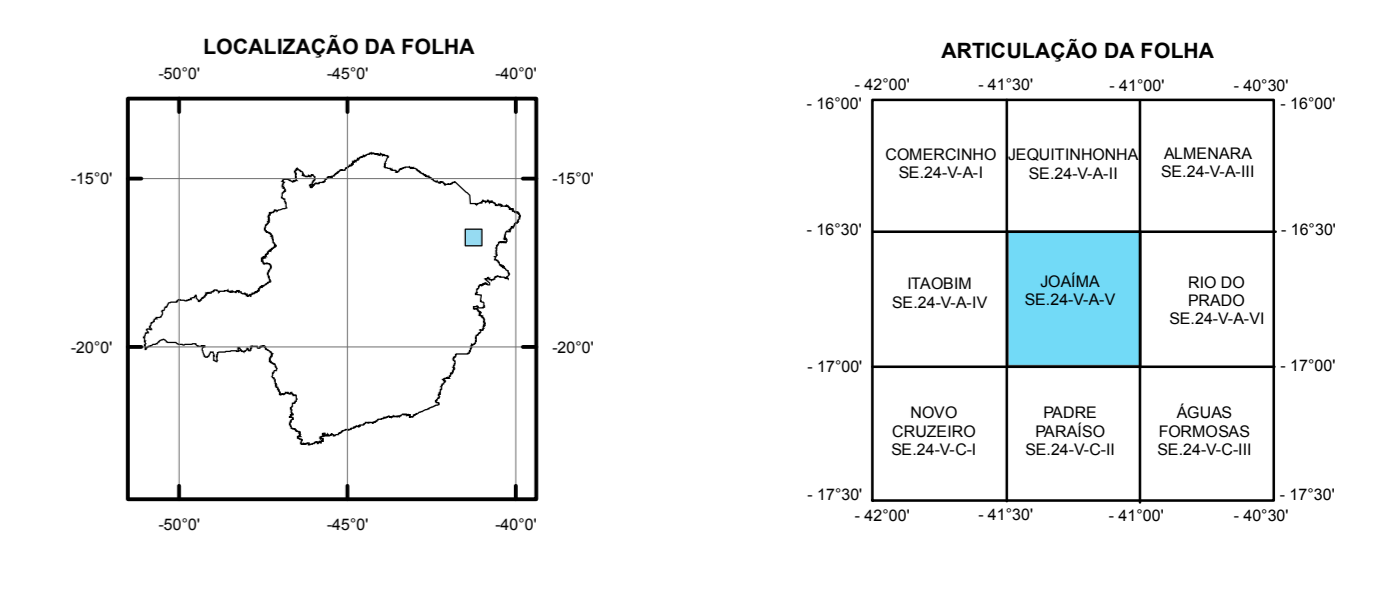 LOCALIZAÇÃO DA FOLHA
-50°0' -45°0' -40°0'
-15°0' -15°0'
-20°0' -20°0'
-50°0' -45°0' -40°0'
ARTICULAÇÃO DA FOLHA
- 42°00' - 41°30' - 41°00' - 40°30'
- 16°00' - 16°00'
COMERCINHO
SE.24-V-A-I
JEQUITINHONHA
SE.24-V-A-II
ALMENARA
SE.24-V-A-III
- 16°30' - 16°30'
ITAOBIM
SE.24-V-A-IV
JOAÍMA
SE.24-V-A-V
RIO DO
PRADO
SE.24-V-A-VI
- 17°00' - 17°00'
NOVO
CRUZEIRO
SE.24-V-C-I
PADRE
PARAÍSO
SE.24-V-C-II
ÁGUAS
FORMOSAS
SE.24-V-C-III
- 17°30' - 17°30'
- 42°00' - 41°30' - 41°00' - 40°30'